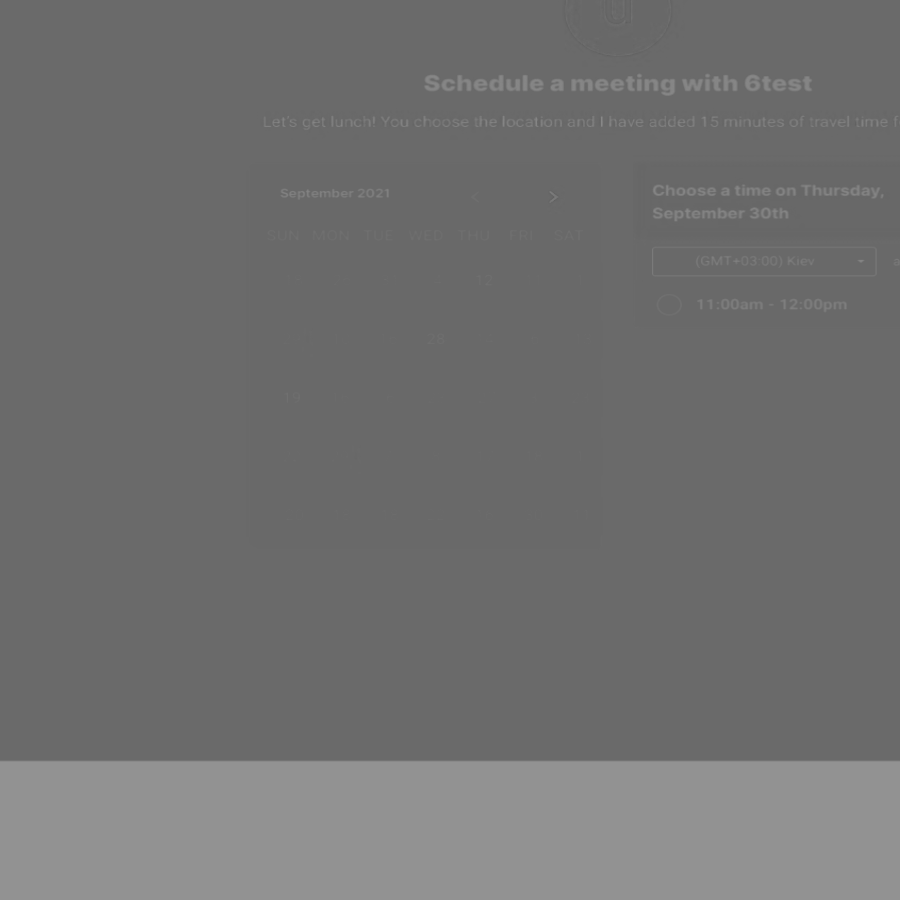 Schedule a meeting with 6test
Let's get lunch! You choose the location and I have added 15 minutes of travel time
September 2021
SUN MON TUE WED THU FRI SAT
12
28
Choose a time on Thursday,
September 30th
(GMT+03:00) Kiev
11:00am - 12:00pm